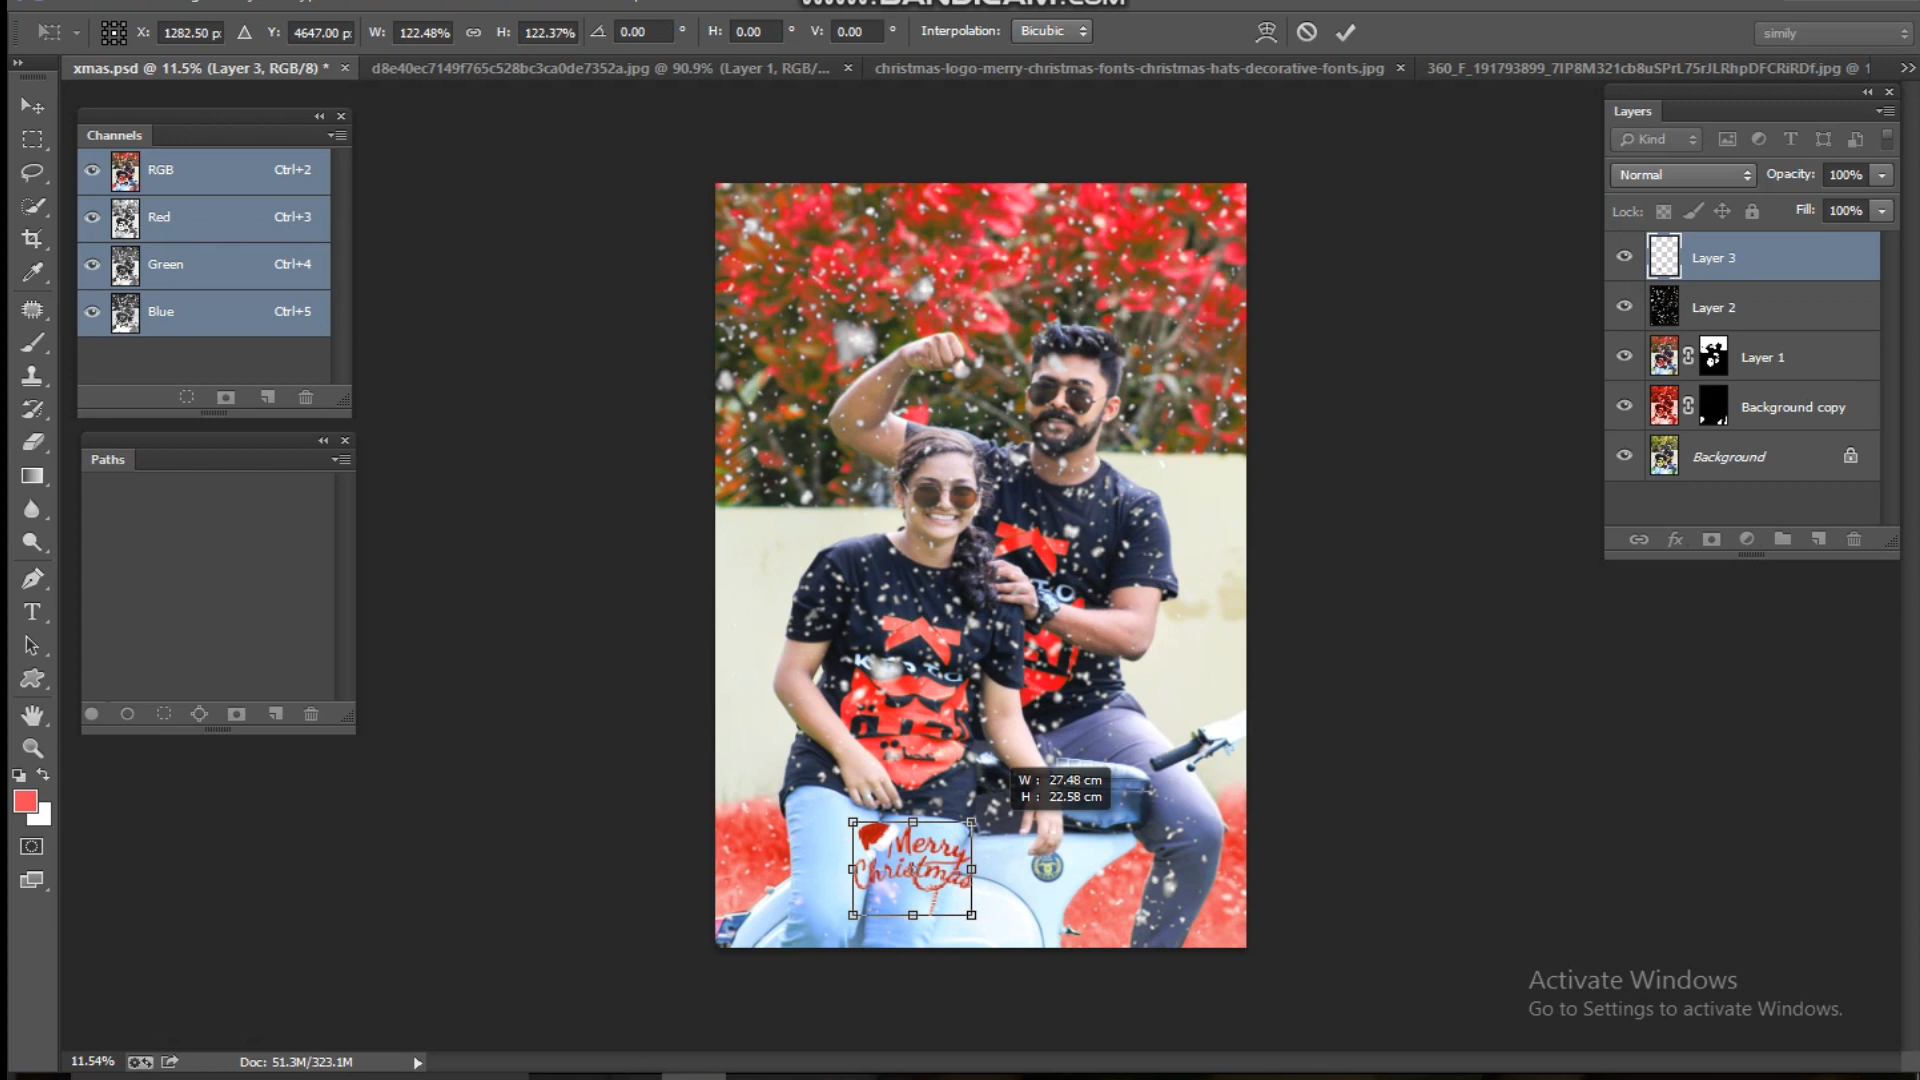 www.BANDICAM.com
X: 1282.50 p: Y: 4647.00 p: W: 122.48% H: 122.37% 0.00 ° H: 0.00 ° V: 0.00 ° Interpolation: Bicubic simily
xmas.psd @ 11.5% (Layer 3, RGB/8) * × d8e40ec7149f765c528bc3ca0de7352a.jpg @ 90.9% (Layer 1, RGB/... × christmas-logo-merry-christmas-fonts-christmas-hats-decorative-fonts.jpg × 360_F_191793899_7IP8M321cb8uSPrL75rJLRhpDFCRiRDf.jpg @ 1
Channels
RGB Ctrl+2
Red Ctrl+3
Green Ctrl+4
Blue Ctrl+5
Paths
Layers
Kind
Normal Opacity: 100%
Lock: Fill: 100%
Layer 3
Layer 2
Layer 1
Background copy
Background
W : 27.48 cm
H : 22.58 cm
Merry
Christmas
Activate Windows
Go to Settings to activate Windows.
11.54% Doc: 51.3M/323.1M